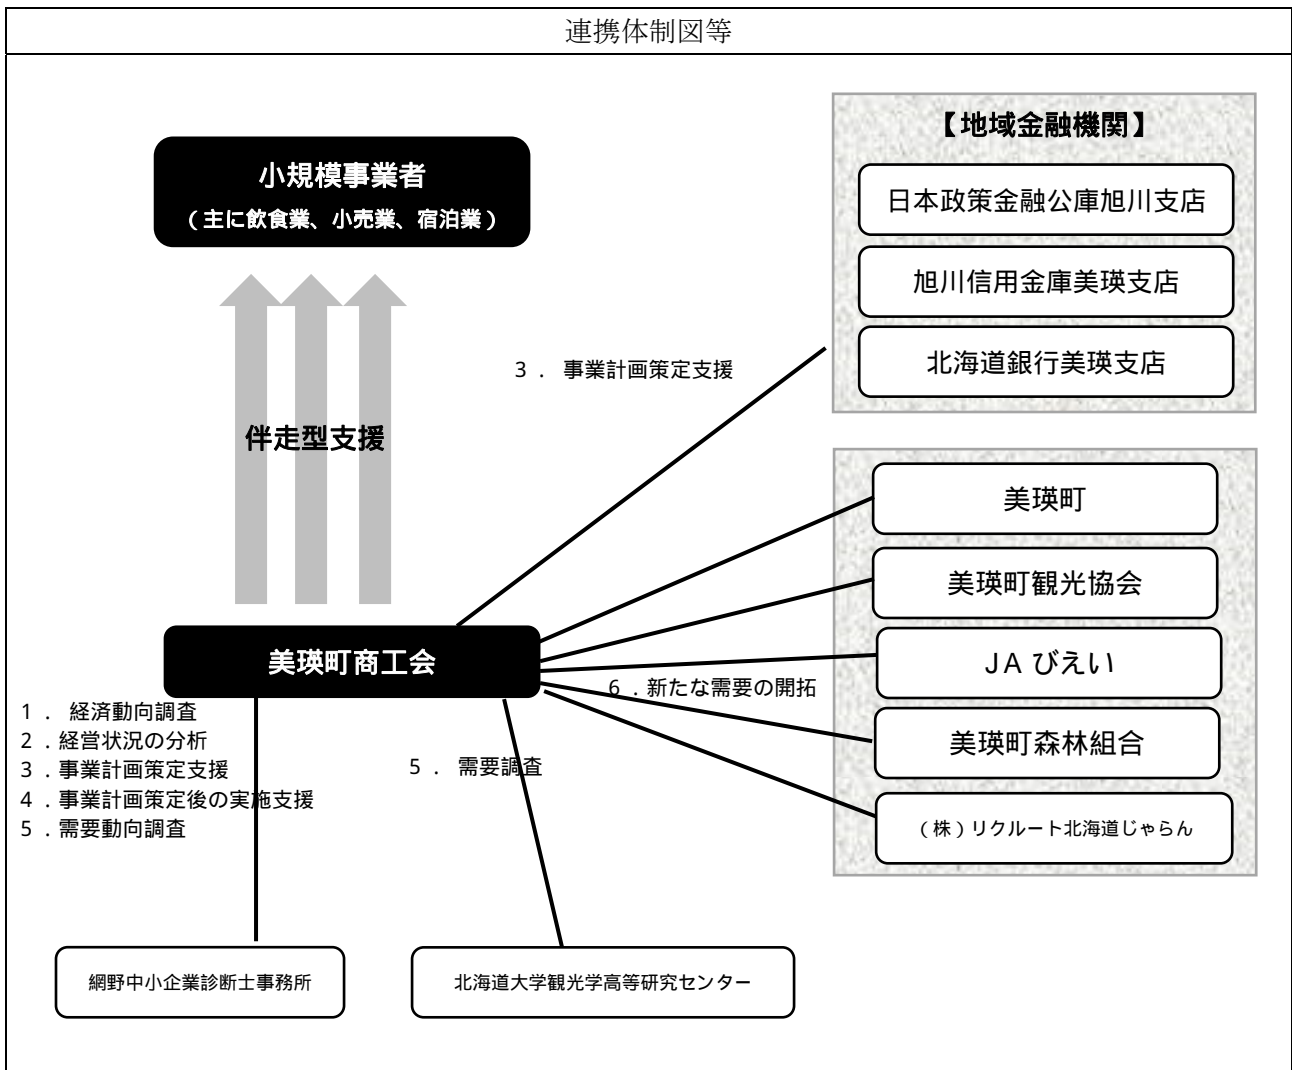 連携体制図等
小規模事業者
（主に飲食業、小売業、宿泊業）
【地域金融機関】
日本政策金融公庫旭川支店
旭川信用金庫美瑛支店
北海道銀行美瑛支店
3． 事業計画策定支援
伴走型支援
美瑛町
美瑛町観光協会
JAびえい
美瑛町森林組合
（株）リクルート北海道じゃらん
美瑛町商工会
6．新たな需要の開拓
1． 経済動向調査
2．経営状況の分析
3．事業計画策定支援
4．事業計画策定後の実施支援
5．需要動向調査
5． 需要調査
網野中小企業診断士事務所
北海道大学観光学高等研究センター